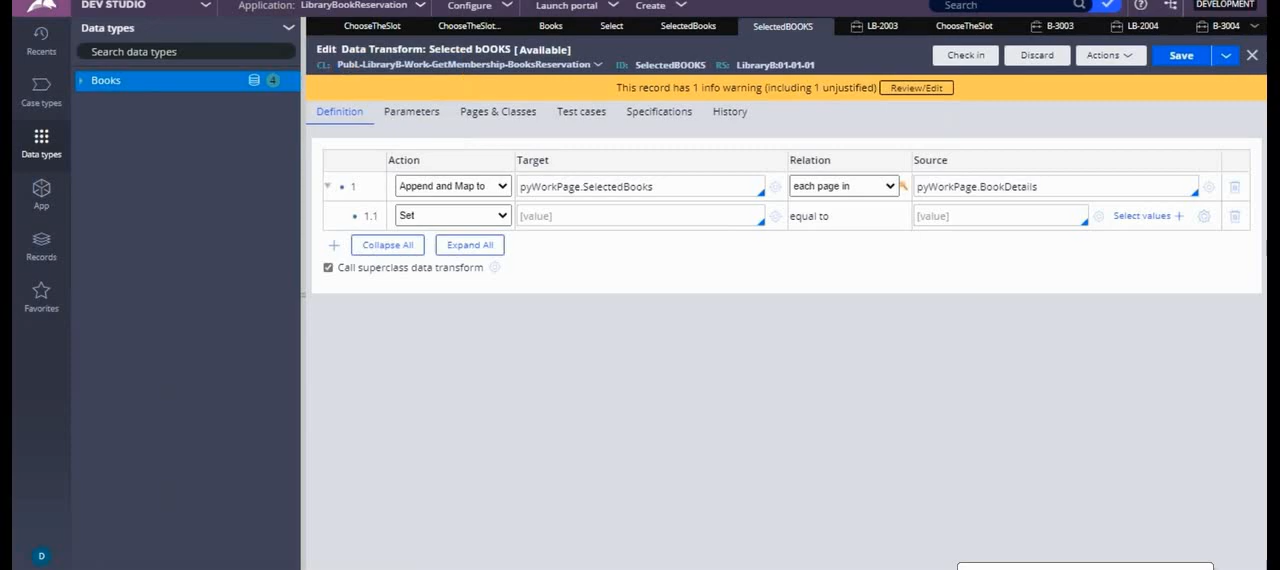 DEV STUDIO
Application: LibraryBookReservation
Configure
Launch portal
Create
Search
DEVELOPMENT
Recents
Case types
Data types
App
Records
Favorites
D
Data types
Search data types
Books 4
ChooseTheSlot
ChooseTheSlot...
Books
Select
SelectedBooks
SelectedBOOKS
LB-2003
ChooseTheSlot
B-3003
LB-2004
B-3004
Edit Data Transform: Selected bOOKS [Available]
CL: PubL-LibraryB-Work-GetMembership-BooksReservation ID: SelectedBOOKS RS: LibraryB:01-01-01
Check in
Discard
Actions
Save
This record has 1 info warning (including 1 unjustified) Review/Edit
Definition
Parameters
Pages & Classes
Test cases
Specifications
History
Action Target Relation Source
1 Append and Map to pyWorkPage.SelectedBooks each page in pyWorkPage.BookDetails
1.1 Set [value] equal to [value] Select values +
+ Collapse All Expand All
Call superclass data transform